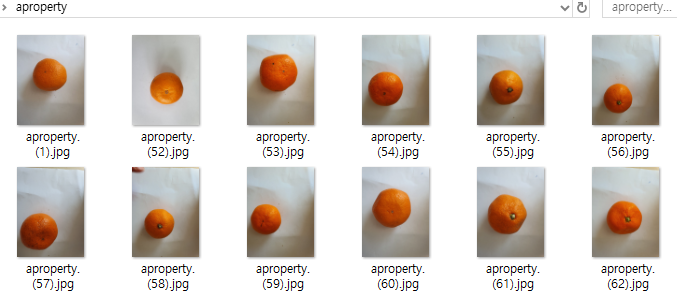 aproperty
aproperty...
aproperty.
(1).jpg
aproperty.
(52).jpg
aproperty.
(53).jpg
aproperty.
(54).jpg
aproperty.
(55).jpg
aproperty.
(56).jpg
aproperty.
(57).jpg
aproperty.
(58).jpg
aproperty.
(59).jpg
aproperty.
(60).jpg
aproperty.
(61).jpg
aproperty.
(62).jpg